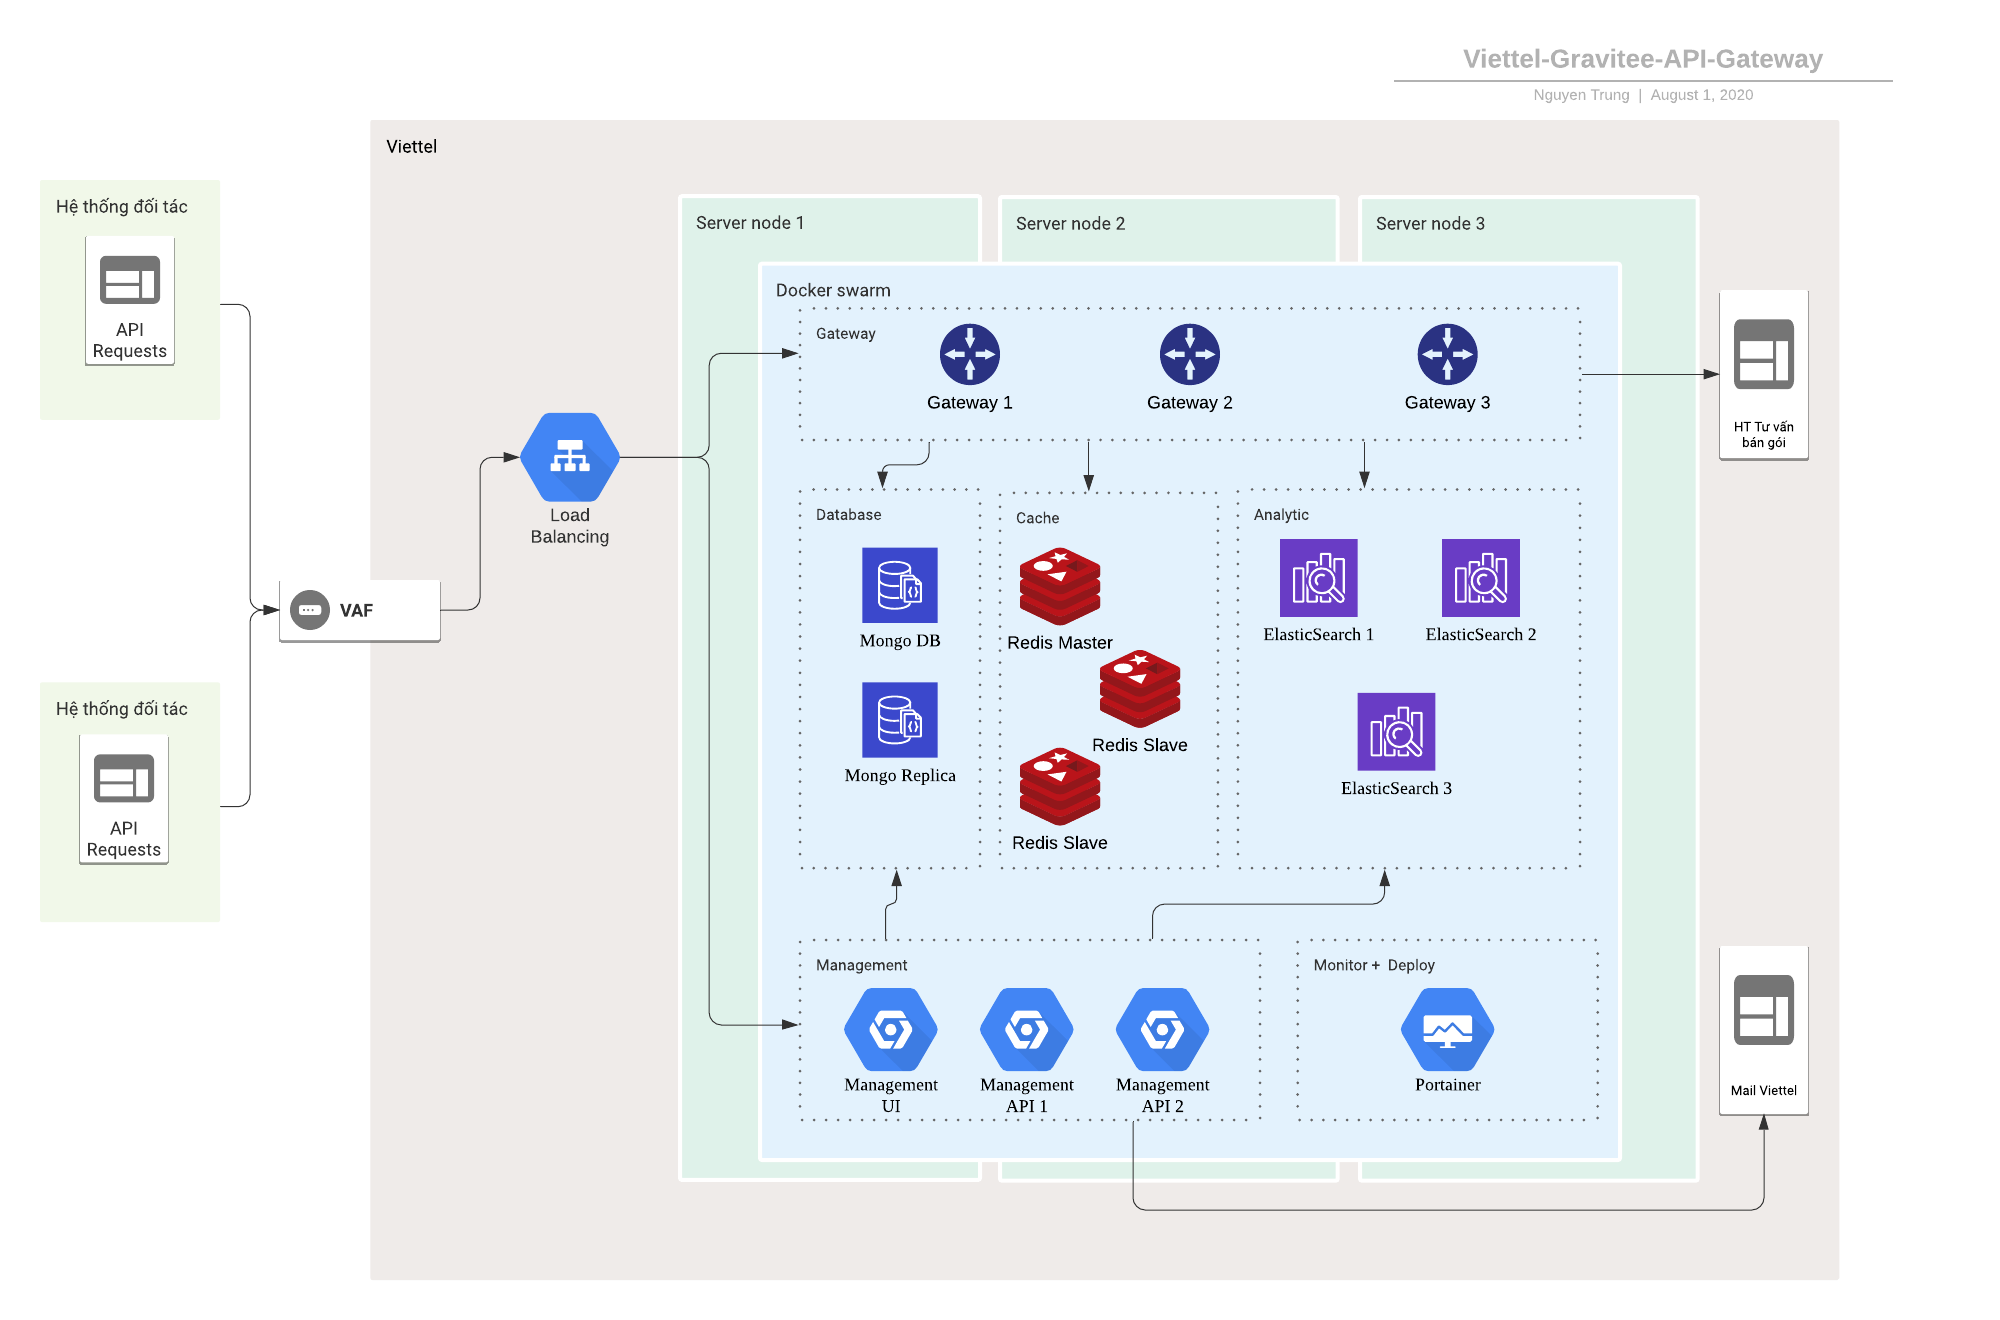 Viettel-Gravitee-API-Gateway
Nguyen Trung | August 1, 2020
Viettel
Hệ thống đối tác
API
Requests
Hệ thống đối tác
API
Requests
VAF
Load
Balancing
Server node 1
Server node 2
Server node 3
Docker swarm
Gateway
Gateway 1
Gateway 2
Gateway 3
HT Tư vấn
bán gói
Database
Mongo DB
Mongo Replica
Cache
Redis Master
Redis Slave
Redis Slave
Analytic
ElasticSearch 1
ElasticSearch 2
ElasticSearch 3
Management
Management
UI
Management
API 1
Management
API 2
Monitor + Deploy
Portainer
Mail Viettel